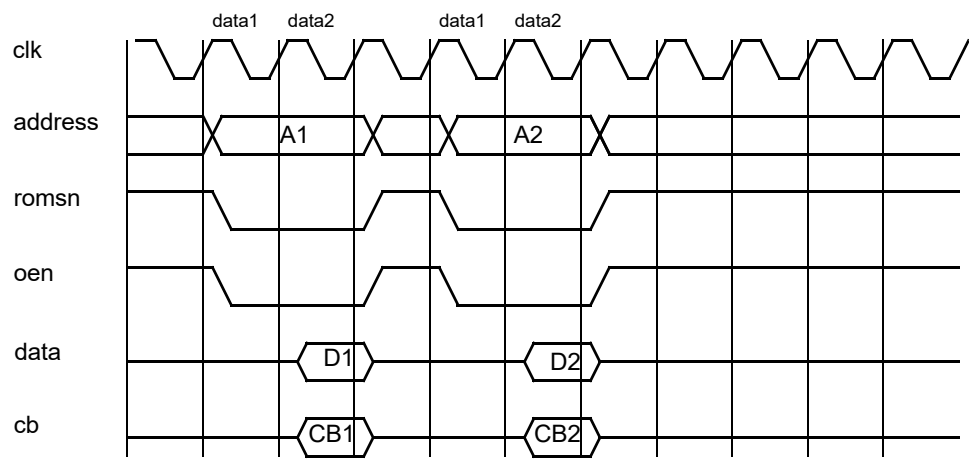 data1 data2 data1 data2
clk
address A1 A2
romsn
oen
data D1 D2
cb CB1 CB2